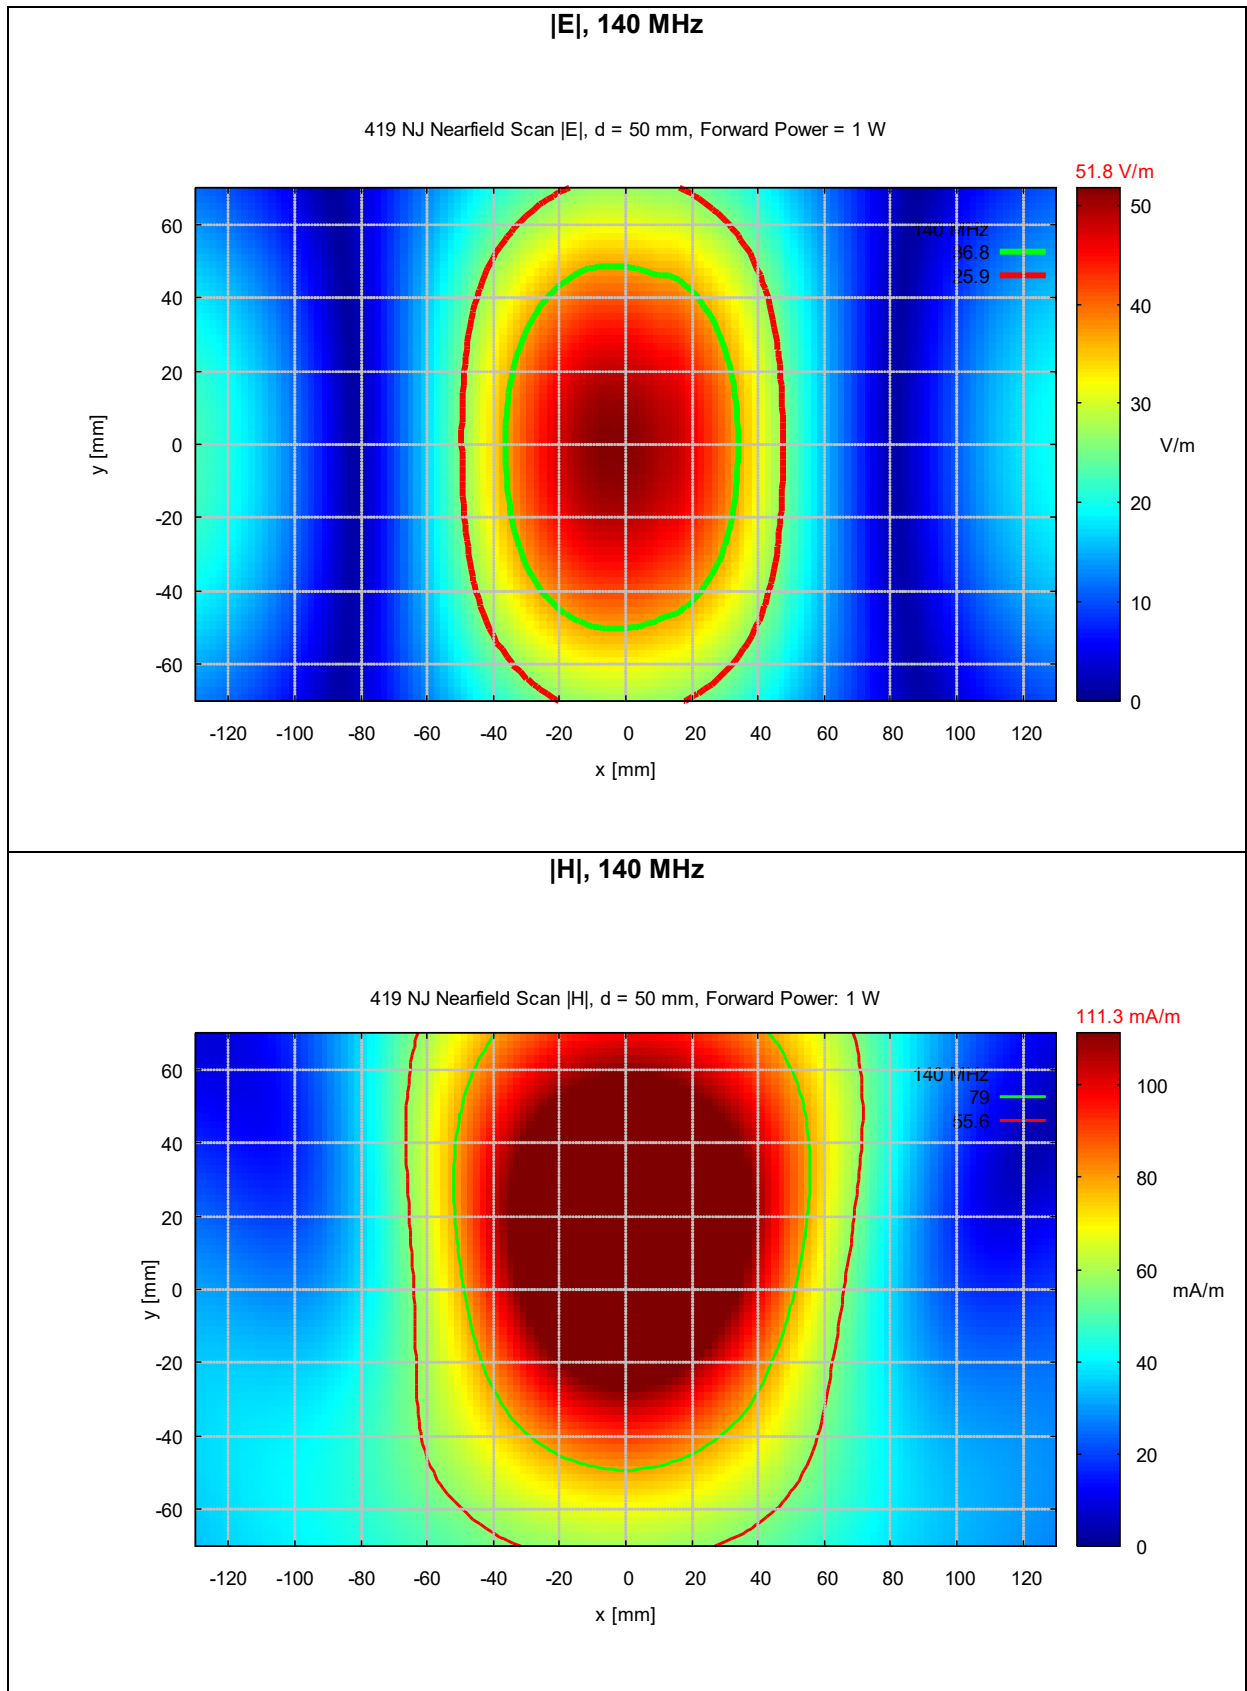 |E|, 140 MHz
419 NJ Nearfield Scan |E|, d = 50 mm, Forward Power = 1 W
51.8 V/m
140 MHz
36.8
25.9
60
40
20
0
-20
-40
-60
y [mm]
-120 -100 -80 -60 -40 -20 0 20 40 60 80 100 120
x [mm]
50
40
30
20
10
0
V/m
|H|, 140 MHz
419 NJ Nearfield Scan |H|, d = 50 mm, Forward Power: 1 W
111.3 mA/m
140 MHz
79
55.6
60
40
20
0
-20
-40
-60
y [mm]
-120 -100 -80 -60 -40 -20 0 20 40 60 80 100 120
x [mm]
100
80
60
40
20
0
mA/m